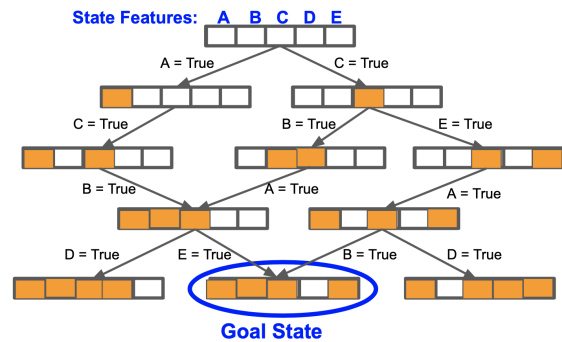 State Features: A B C D E
A = True
C = True
C = True
B = True
E = True
B = True
A = True
A = True
D = True
E = True
B = True
D = True
Goal State